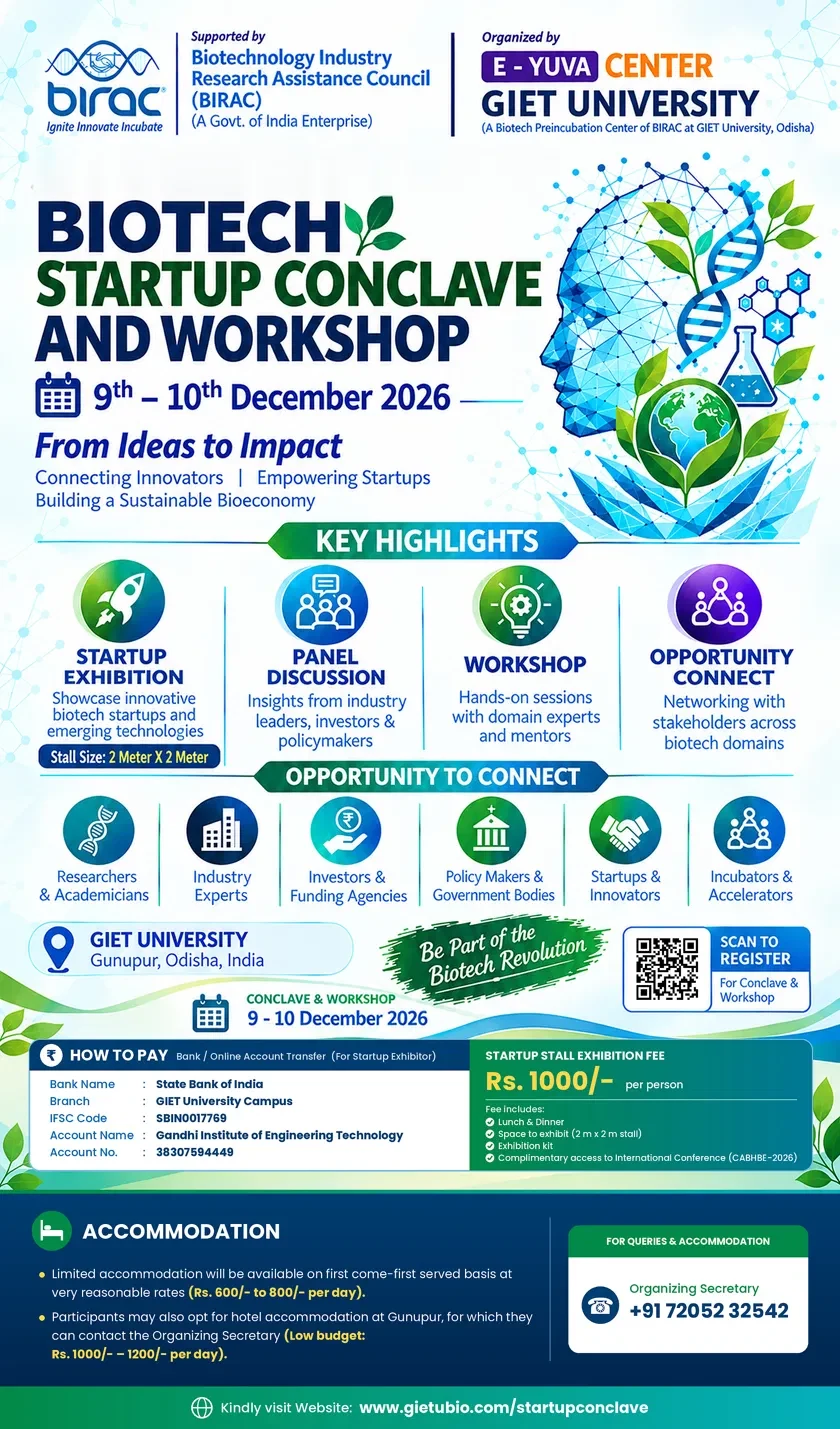 birac
Ignite Innovate Incubate
Supported by
Biotechnology Industry
Research Assistance Council
(BIRAC)
(A Govt. of India Enterprise)
Organized by
E - YUVA CENTER
GIET UNIVERSITY
(A Biotech Preincubation Center of BIRAC at GIET University, Odisha)
BIOTECH
STARTUP CONCLAVE
AND WORKSHOP
9th – 10th December 2026
From Ideas to Impact
Connecting Innovators | Empowering Startups
Building a Sustainable Bioeconomy
KEY HIGHLIGHTS
STARTUP
EXHIBITION
Showcase innovative
biotech startups and
emerging technologies
Stall Size: 2 Meter X 2 Meter
PANEL
DISCUSSION
Insights from industry
leaders, investors &
policymakers
WORKSHOP
Hands-on sessions
with domain experts
and mentors
OPPORTUNITY
CONNECT
Networking with
stakeholders across
biotech domains
OPPORTUNITY TO CONNECT
Researchers
& Academicians
Industry
Experts
₹
Investors &
Funding Agencies
Policy Makers &
Government Bodies
Startups &
Innovators
Incubators &
Accelerators
GIET UNIVERSITY
Gunupur, Odisha, India
Be Part of the
Biotech Revolution
SCAN TO
REGISTER
For Conclave &
Workshop
CONCLAVE & WORKSHOP
9 - 10 December 2026
₹ HOW TO PAY Bank / Online Account Transfer (For Startup Exhibitor)
Bank Name : State Bank of India
Branch : GIET University Campus
IFSC Code : SBIN0017769
Account Name : Gandhi Institute of Engineering Technology
Account No. : 38307594449
STARTUP STALL EXHIBITION FEE
Rs. 1000/- per person
Fee includes:
Lunch & Dinner
Space to exhibit (2 m x 2 m stall)
Exhibition kit
Complimentary access to International Conference (CABHBE-2026)
ACCOMMODATION
• Limited accommodation will be available on first come-first served basis at
very reasonable rates (Rs. 600/- to 800/- per day).
• Participants may also opt for hotel accommodation at Gunupur, for which they
can contact the Organizing Secretary (Low budget:
Rs. 1000/- – 1200/- per day).
FOR QUERIES & ACCOMMODATION
Organizing Secretary
+91 72052 32542
Kindly visit Website: www.gietubio.com/startupconclave